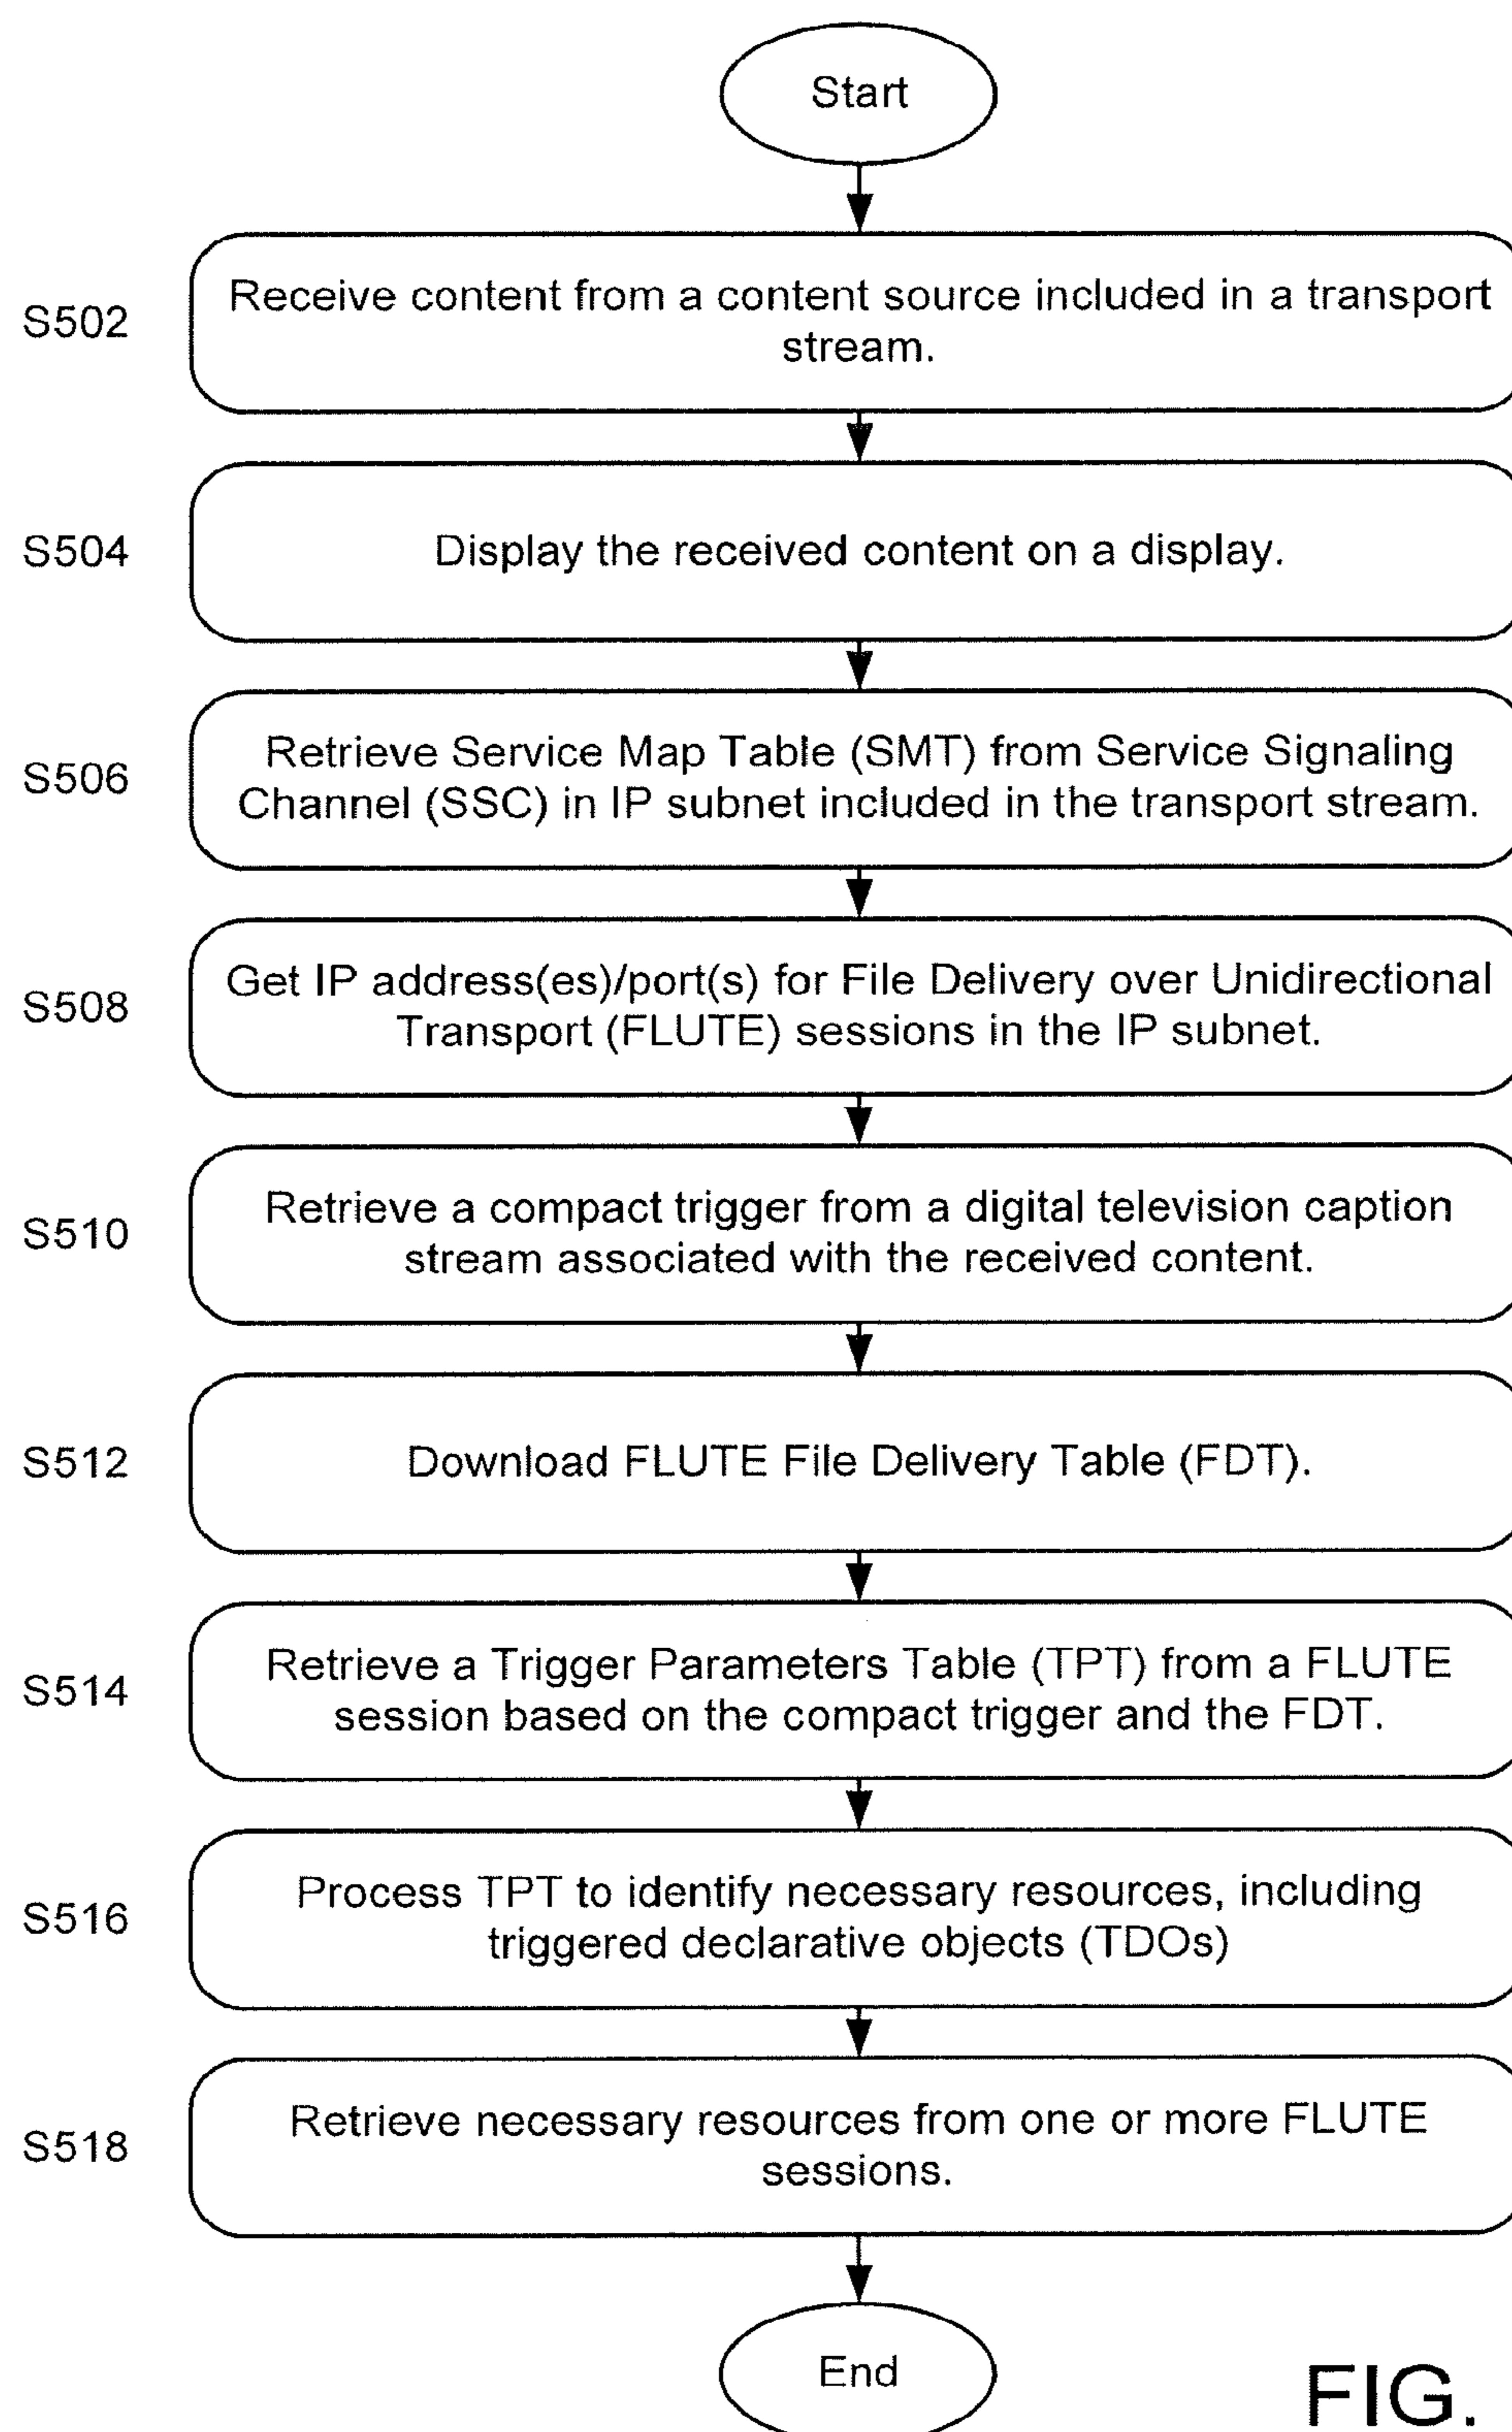 Start
S502
Receive content from a content source included in a transport
stream.
S504
Display the received content on a display.
S506
Retrieve Service Map Table (SMT) from Service Signaling
Channel (SSC) in IP subnet included in the transport stream.
S508
Get IP address(es)/port(s) for File Delivery over Unidirectional
Transport (FLUTE) sessions in the IP subnet.
S510
Retrieve a compact trigger from a digital television caption
stream associated with the received content.
S512
Download FLUTE File Delivery Table (FDT).
S514
Retrieve a Trigger Parameters Table (TPT) from a FLUTE
session based on the compact trigger and the FDT.
S516
Process TPT to identify necessary resources, including
triggered declarative objects (TDOs)
S518
Retrieve necessary resources from one or more FLUTE
sessions.
End
FIG.